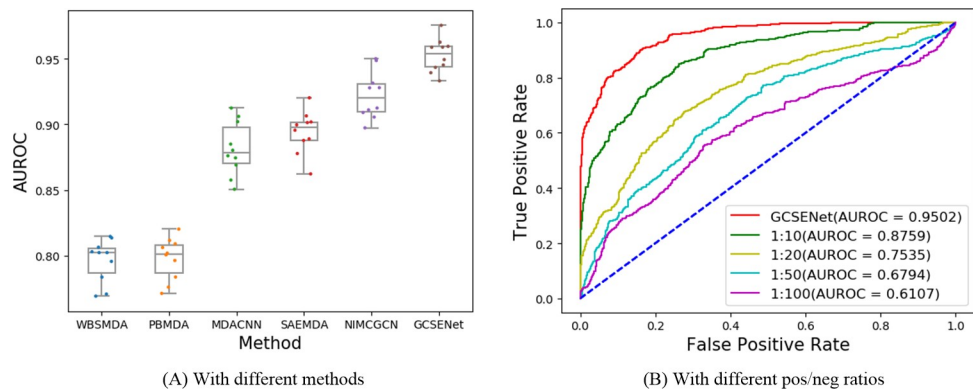 AUROC
0.95
0.90
0.85
0.80
WBSMDA PBMDA MDACNN SAEMDA NIMCGCN GCSENet
Method
(A) With different methods
True Positive Rate
1.0
0.8
0.6
0.4
0.2
0.0
GCSENet(AUROC = 0.9502)
1:10(AUROC = 0.8759)
1:20(AUROC = 0.7535)
1:50(AUROC = 0.6794)
1:100(AUROC = 0.6107)
0.0 0.2 0.4 0.6 0.8 1.0
False Positive Rate
(B) With different pos/neg ratios